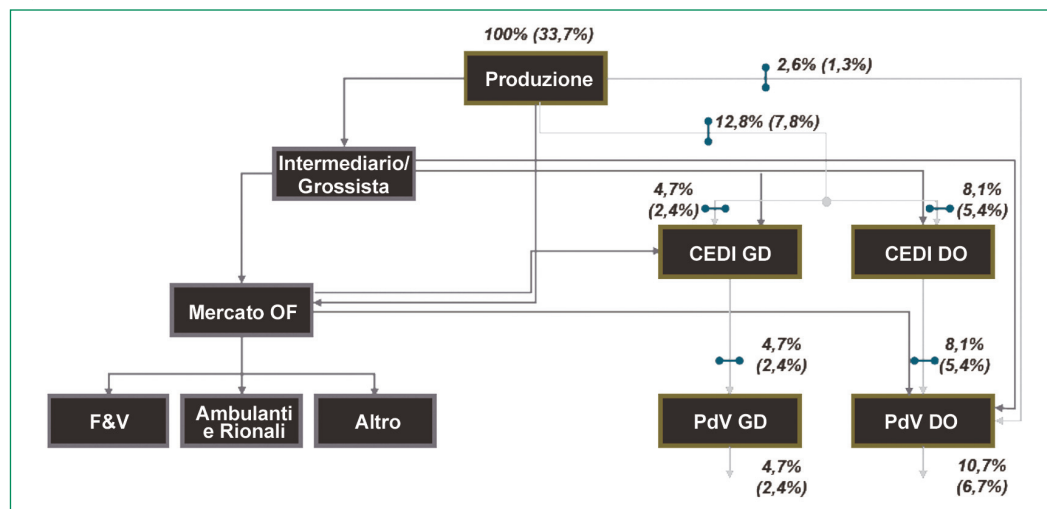 100% (33,7%)
Produzione
2,6% (1,3%)
12,8% (7,8%)
Intermediario/
Grossista
4,7%
(2,4%)
8,1%
(5,4%)
CEDI GD
CEDI DO
Mercato OF
4,7%
(2,4%)
8,1%
(5,4%)
F&V
Ambulanti
e Rionali
Altro
PdV GD
PdV DO
4,7%
(2,4%)
10,7%
(6,7%)